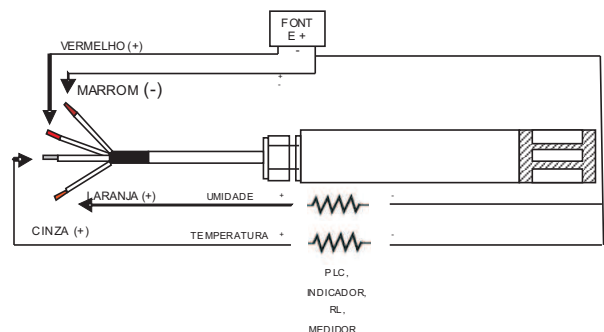 FONT
E +
-
VERMELHO (+)
+
-
MARROM (-)
LARANJA (+) UMIDADE + -
CINZA (+) TEMPERATURA + -
PLC,
INDICADOR,
RL,
MEDIDOR